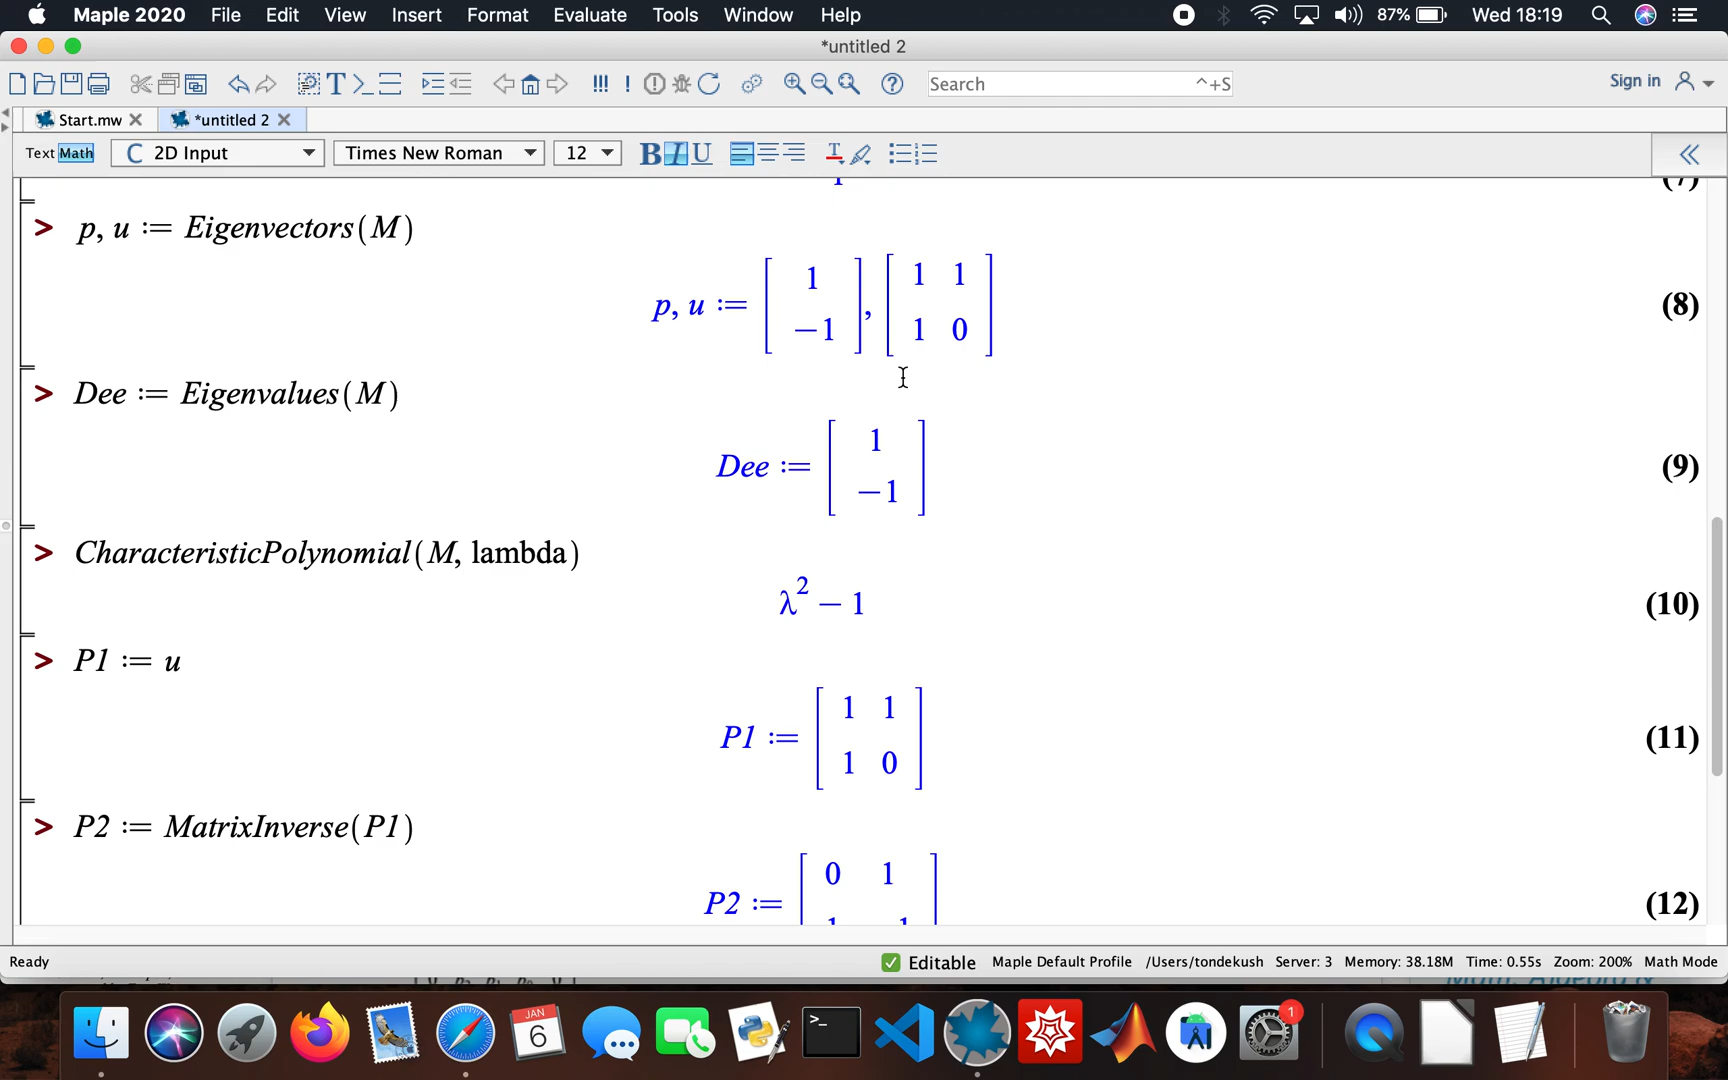 Maple 2020 File Edit View Insert Format Evaluate Tools Window Help 87% Wed 18:19
*untitled 2
Search ^+S Sign in
Start.mw *untitled 2
Text Math C 2D Input Times New Roman 12 B I U
(7)
> p, u := Eigenvectors(M)
p, u := [1 −1], [1 1 1 0] (8)
> Dee := Eigenvalues(M)
Dee := [1 −1] (9)
> CharacteristicPolynomial(M, lambda)
λ² − 1 (10)
> P1 := u
P1 := [1 1 1 0] (11)
> P2 := MatrixInverse(P1)
P2 := [0 1 (12)
Ready Editable Maple Default Profile /Users/tondekush Server: 3 Memory: 38.18M Time: 0.55s Zoom: 200% Math Mode
JAN
6
1